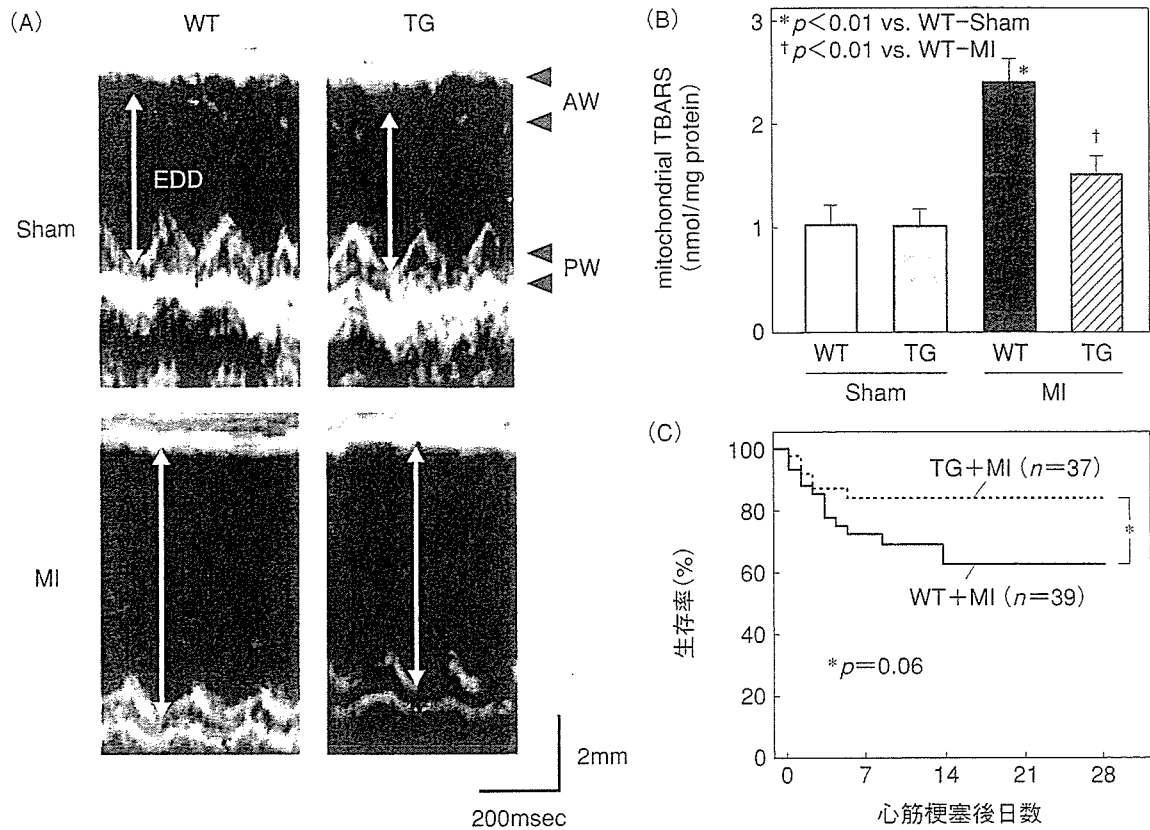 (A)
WT
TG
AW
EDD
Sham
PW
MI
2mm
200msec
(B)
mitochondrial TBARS
(nmol/mg protein)
3
2
1
0
*p<0.01 vs. WT-Sham
†p<0.01 vs. WT-MI
*
†
WT
TG
WT
TG
Sham
MI
(C)
生存率(%)
100
80
60
40
20
0
TG+MI (n=37)
*
WT+MI (n=39)
*p=0.06
0
7
14
21
28
心筋梗塞後日数